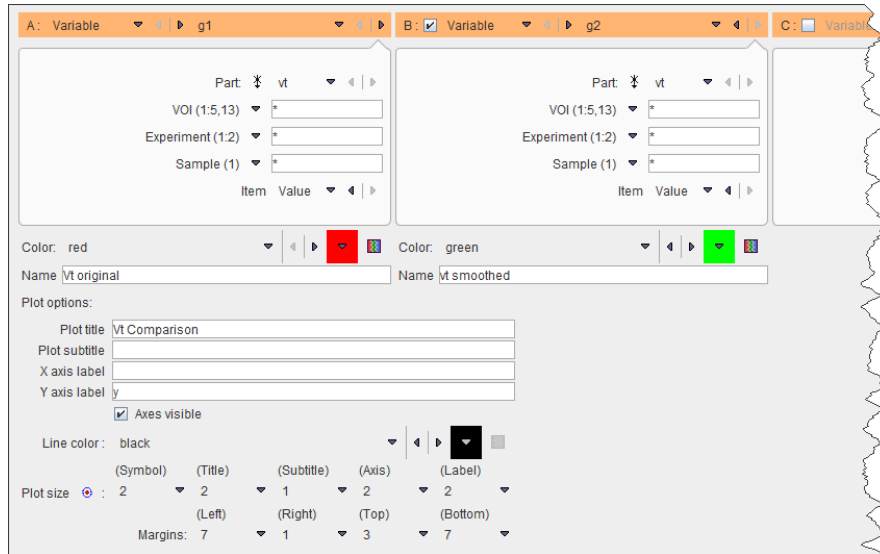 A: Variable g1 B: Variable g2 C: Variable
Part: vt Part: vt
VOI (1:5,13) * VOI (1:5,13) *
Experiment (1:2) * Experiment (1:2) *
Sample (1) * Sample (1) *
Item Value Item Value
Color: red Color: green
Name Vt original Name vt smoothed
Plot options:
Plot title Vt Comparison
Plot subtitle
X axis label
Y axis label y
Axes visible
Line color: black
(Symbol) (Title) (Subtitle) (Axis) (Label)
Plot size : 2 2 1 2 2
(Left) (Right) (Top) (Bottom)
Margins: 7 1 3 7